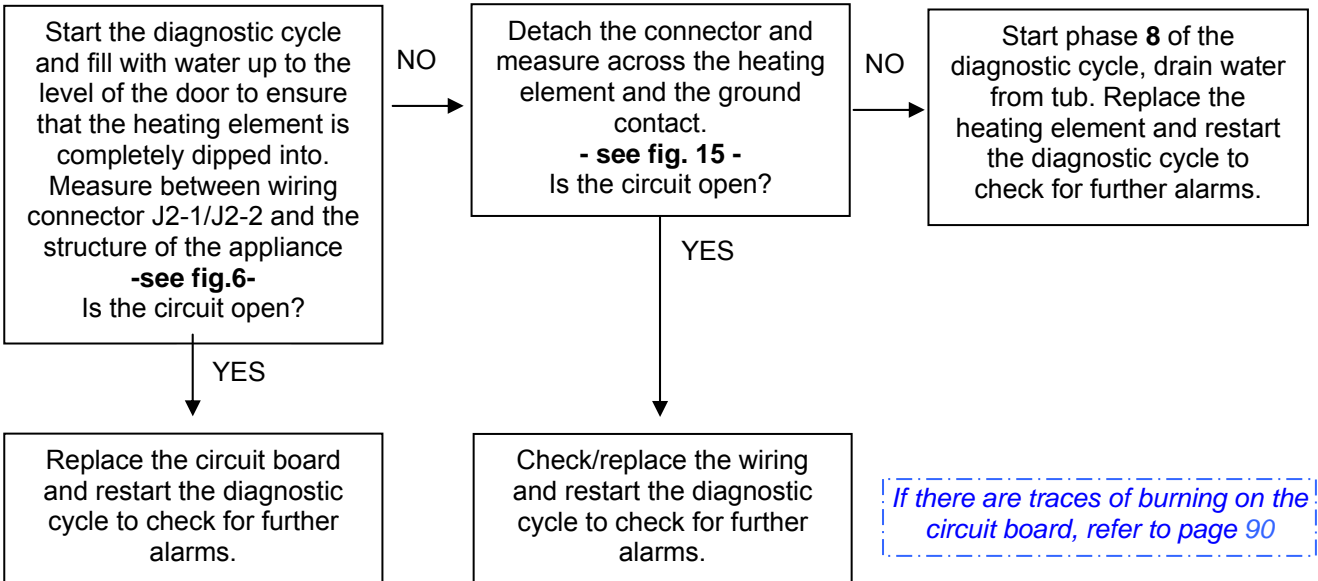 Start the diagnostic cycle
and fill with water up to the
level of the door to ensure
that the heating element is
completely dipped into.
Measure between wiring
connector J2-1/J2-2 and the
structure of the appliance
-see fig.6-
Is the circuit open?
NO
Detach the connector and
measure across the heating
element and the ground
contact.
- see fig. 15 -
Is the circuit open?
NO
Start phase 8 of the
diagnostic cycle, drain water
from tub. Replace the
heating element and restart
the diagnostic cycle to
check for further alarms.
YES
YES
Replace the circuit board
and restart the diagnostic
cycle to check for further
alarms.
Check/replace the wiring
and restart the diagnostic
cycle to check for further
alarms.
If there are traces of burning on the
circuit board, refer to page 90